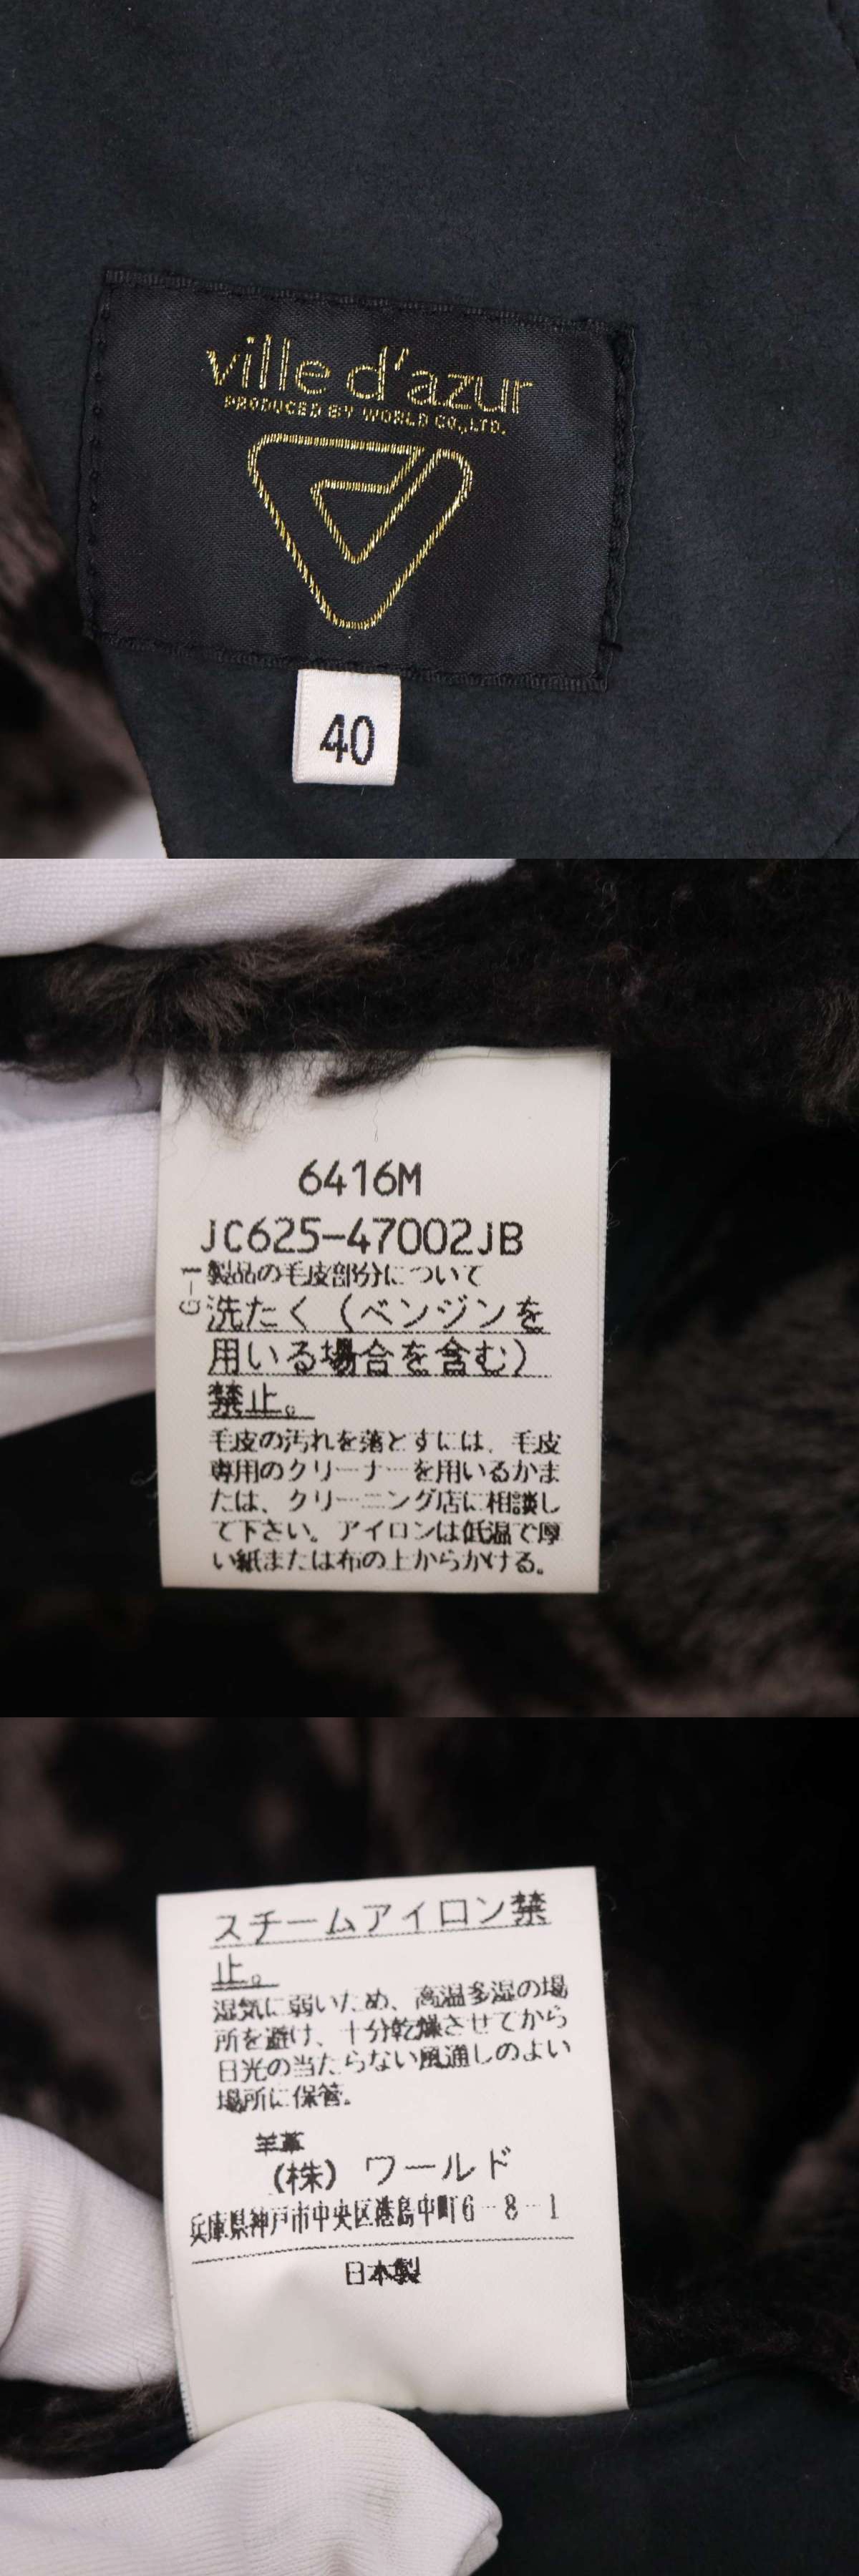 ville d'azur
PRODUCED BY WORLD CO.,LTD.
40
6416M
JC625-47002JB
G-1
製品の毛皮部分について
洗たく（ベンジンを
用いる場合を含む）
禁止。
毛皮の汚れを落とすには、毛皮
専用のクリーナーを用いるかま
たは、クリーニング店に相談し
て下さい。アイロンは低温で厚
い紙または布の上からかける。
スチームアイロン禁
止。
湿気に弱いため、高温多湿の場
所を避け、十分乾燥させてから
日光の当たらない風通しのよい
場所に保管。
羊革
（株）ワールド
兵庫県神戸市中央区港島中町6-8-1
日本製